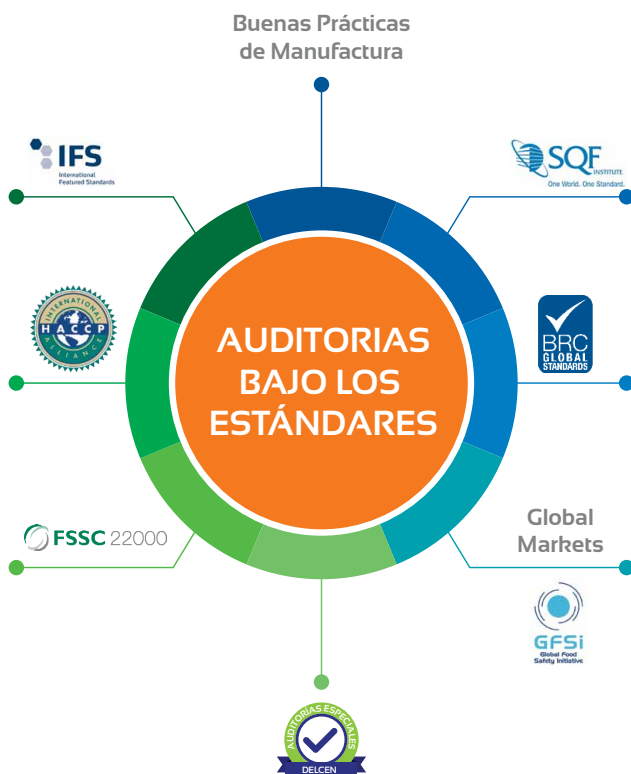 Buenas Prácticas
de Manufactura
IFS
International
Featured Standards
SQF
INSTITUTE
One World. One Standard.
INTERNATIONAL
HACCP
ALLIANCE
AUDITORIAS
BAJO LOS
ESTÁNDARES
BRC
GLOBAL
STANDARDS
FSSC 22000
Global
Markets
GFSi
Global Food
Safety Initiative
AUDITORÍAS ESPECIALES
DELCEN